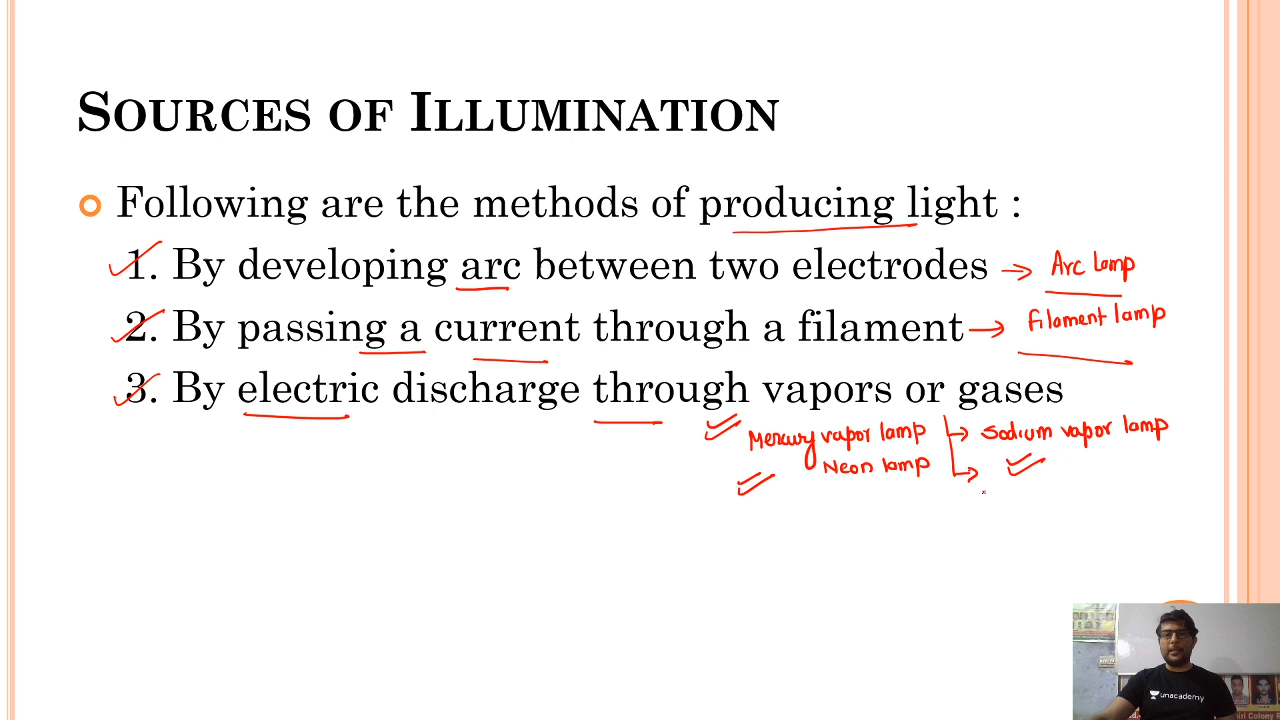 SOURCES OF ILLUMINATION
Following are the methods of producing light :
1. By developing arc between two electrodes → Arc lamp
2. By passing a current through a filament → filament lamp
3. By electric discharge through vapors or gases
Mercury vapor lamp → Sodium vapor lamp
Neon lamp
unacademy
iri Colony